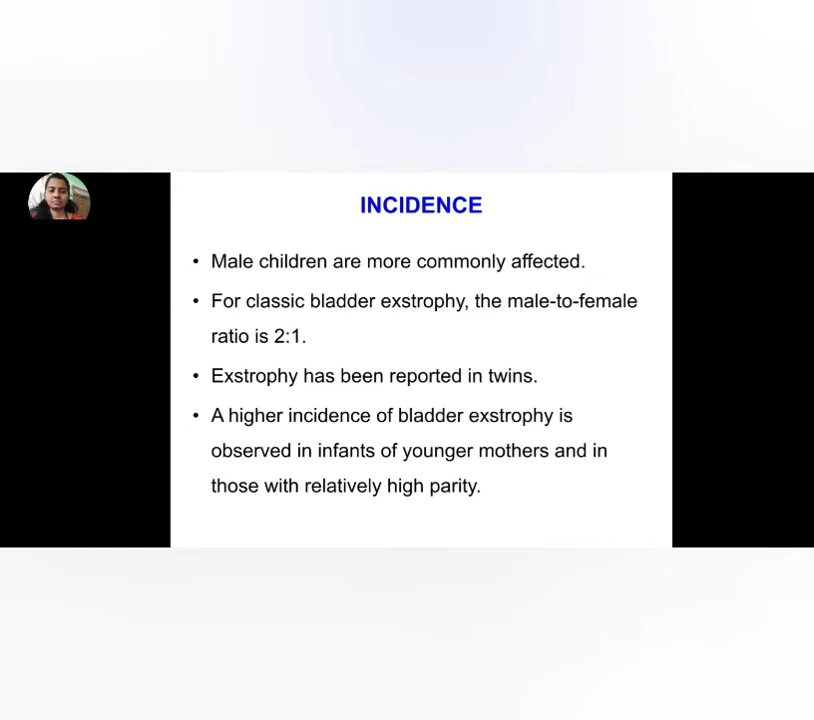 INCIDENCE
• Male children are more commonly affected.
• For classic bladder exstrophy, the male-to-female
ratio is 2:1.
• Exstrophy has been reported in twins.
• A higher incidence of bladder exstrophy is
observed in infants of younger mothers and in
those with relatively high parity.